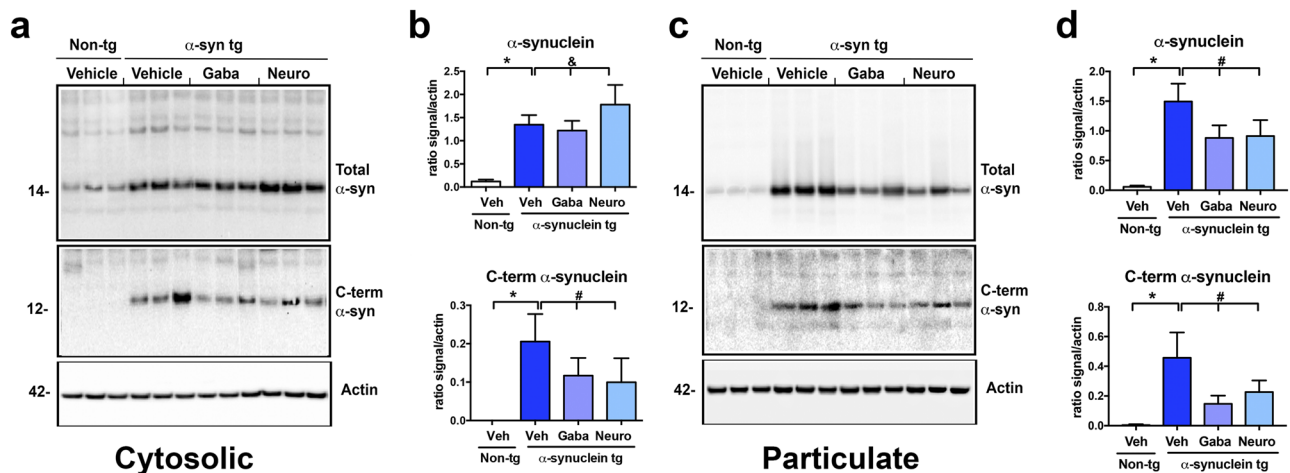 a
Non-tg α-syn tg
Vehicle Vehicle Gaba Neuro
14-
Total
α-syn
12-
C-term
α-syn
42-
Actin
Cytosolic
b
α-synuclein
* &
ratio signal/actin
2.5
2.0
1.5
1.0
0.5
0.0
Veh Veh Gaba Neuro
Non-tg α-synuclein tg
C-term α-synuclein
* #
ratio signal/actin
0.3
0.2
0.1
0.0
Veh Veh Gaba Neuro
Non-tg α-synuclein tg
c
Non-tg α-syn tg
Vehicle Vehicle Gaba Neuro
14-
Total
α-syn
12-
C-term
α-syn
42-
Actin
Particulate
d
α-synuclein
* #
ratio signal/actin
2.0
1.5
1.0
0.5
0.0
Veh Veh Gaba Neuro
Non-tg α-synuclein tg
C-term α-synuclein
* #
ratio signal/actin
0.8
0.6
0.4
0.2
0.0
Veh Veh Gaba Neuro
Non-tg α-synuclein tg